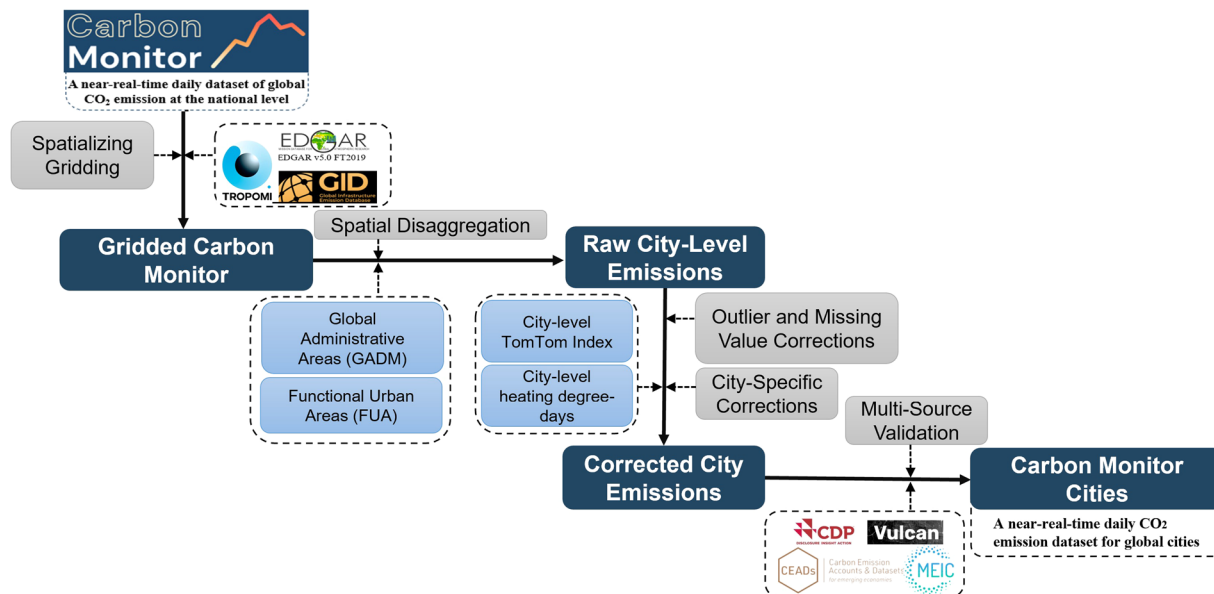 Carbon
Monitor
A near-real-time daily dataset of global
CO₂ emission at the national level
Spatializing
Gridding
TROPOMI
EDGAR
EDGAR v5.0 FT2019
GID
Global Infrastructure
Emission Database
Gridded Carbon
Monitor
Spatial Disaggregation
Global
Administrative
Areas (GADM)
Functional Urban
Areas (FUA)
Raw City-Level
Emissions
City-level
TomTom Index
City-level
heating degree-
days
Outlier and Missing
Value Corrections
City-Specific
Corrections
Corrected City
Emissions
Multi-Source
Validation
CDP
DISCLOSURE INSIGHT ACTION
Vulcan
CEADs
Carbon Emission
Accounts & Datasets
for emerging economies
MEIC
Carbon Monitor
Cities
A near-real-time daily CO₂
emission dataset for global cities